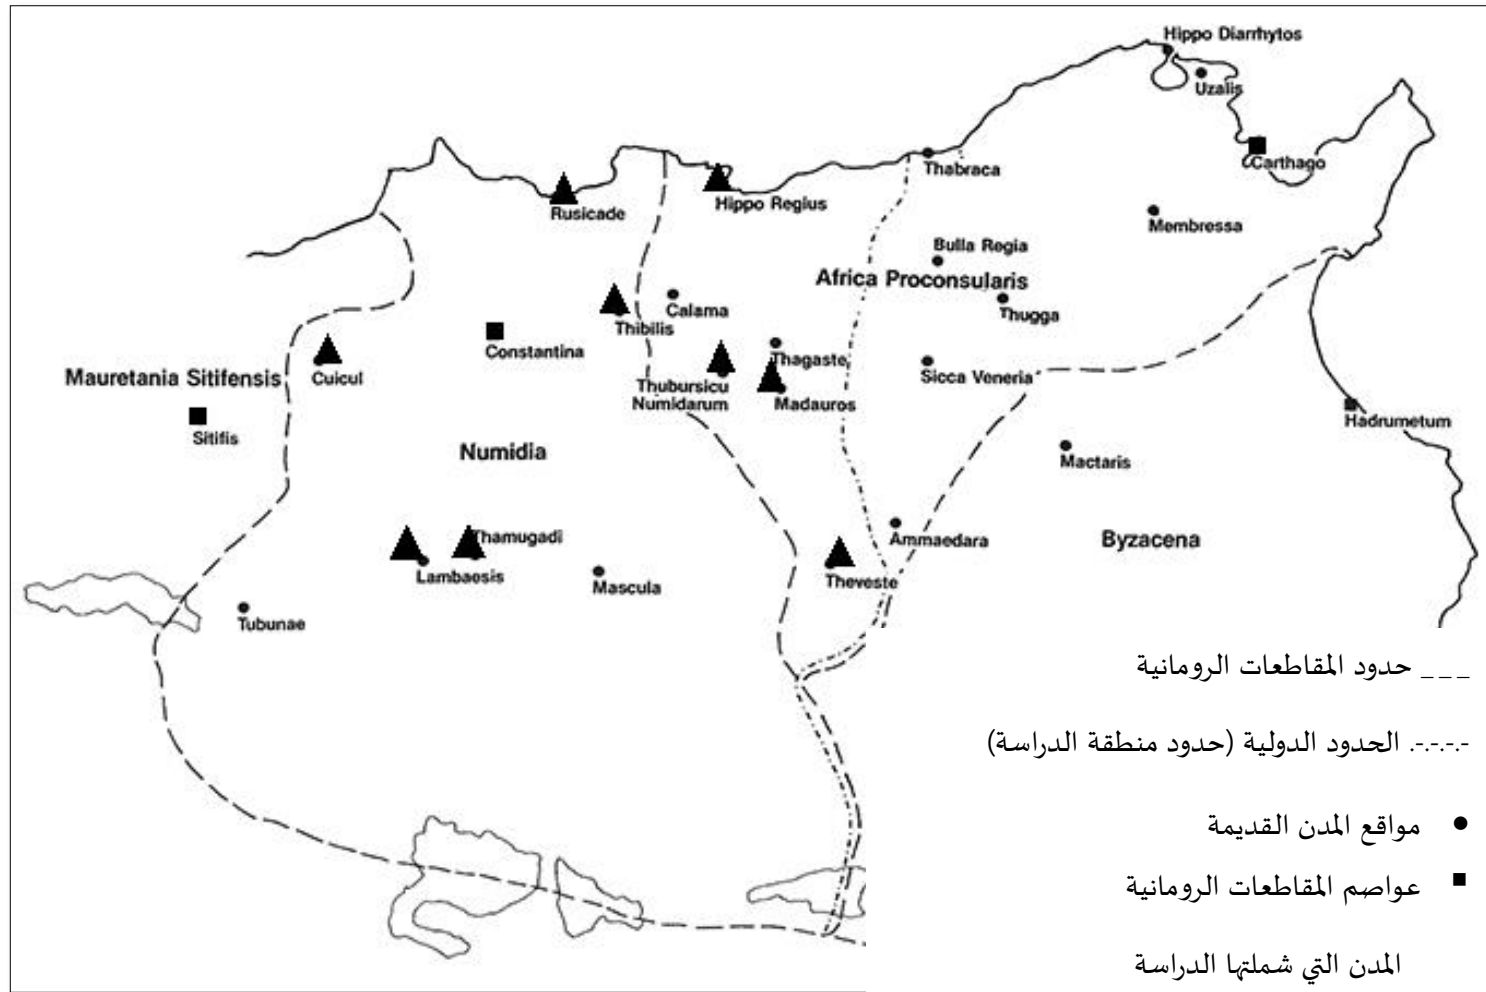 Hippo Diarrhytos
Uzalis
Carthago
Thabraca
Rusicade
Hippo Regius
Membressa
Bulla Regia
Africa Proconsularis
Calama
Thugga
Thibilis
Constantina
Thagaste
Cuicul
Mauretania Sitifensis
Sicca Veneria
Thubursicu
Numidarum
Madauros
Hadrumetum
Sitifis
Numidia
Mactaris
Thamugadi
Ammaedara
Byzacena
Lambaesis
Mascula
Theveste
Tubunae
_ _ _ حدود المقاطعات الرومانية
-.-.-.-. الحدود الدولية (حدود منطقة الدراسة)
● مواقع المدن القديمة
■ عواصم المقاطعات الرومانية
المدن التي شملتها الدراسة